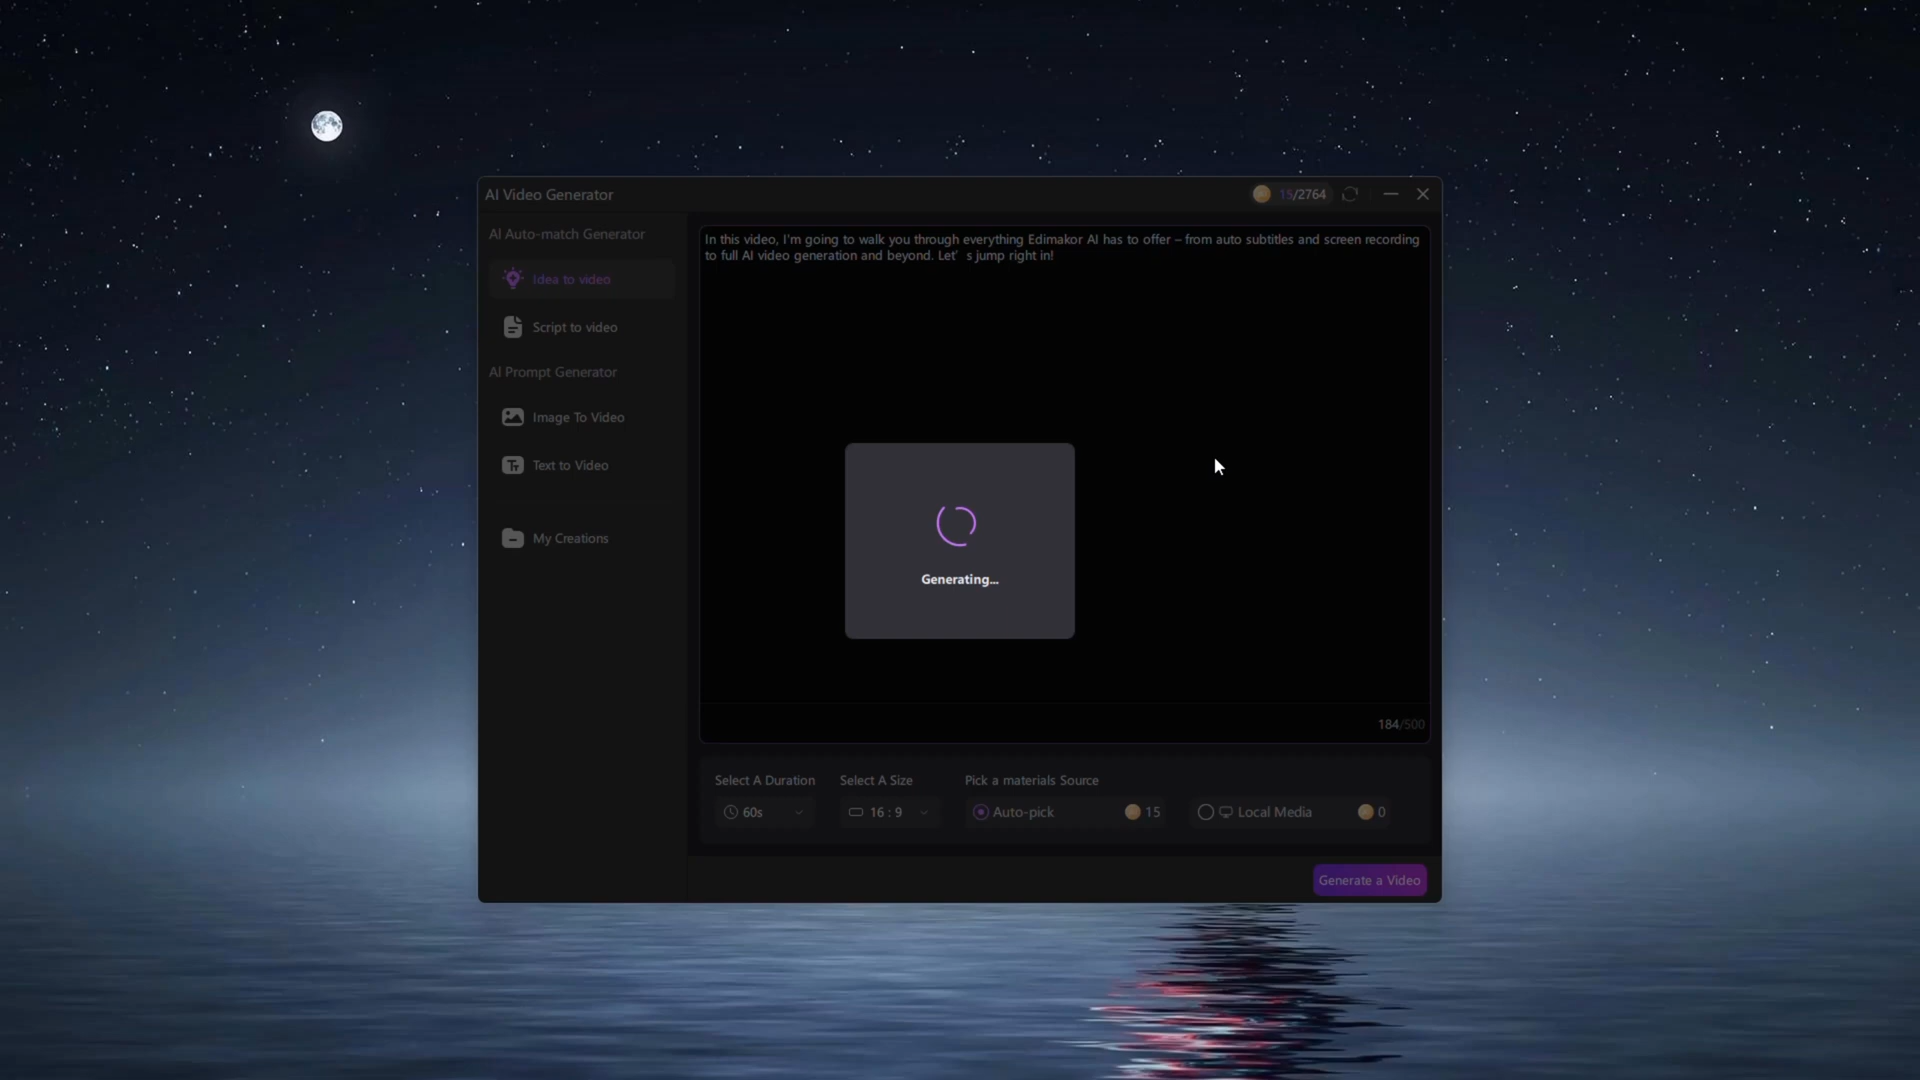 AI Video Generator
15/2764
AI Auto-match Generator
Idea to video
Script to video
AI Prompt Generator
Image To Video
Text to Video
My Creations
In this video, I'm going to walk you through everything Edimakor AI has to offer – from auto subtitles and screen recording
to full AI video generation and beyond. Let's jump right in!
Generating...
184/500
Select A Duration
60s
Select A Size
16 : 9
Pick a materials Source
Auto-pick 15
Local Media 0
Generate a Video